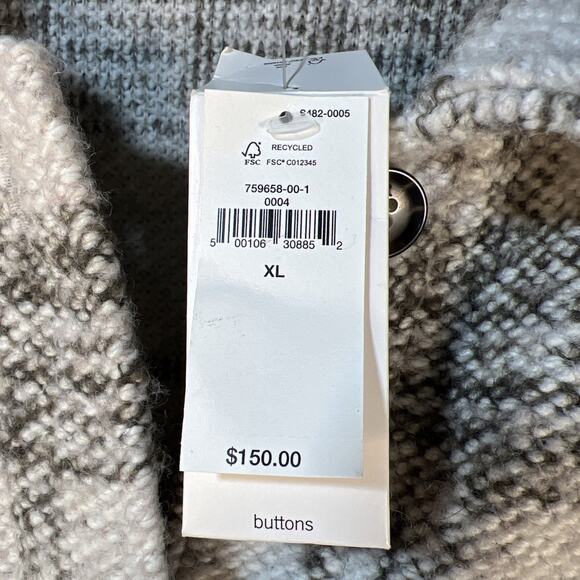 S482-0005
RECYCLED
FSC
FSC® C012345
759658-00-1
0004
5 00106 30885 2
XL
$150.00
buttons